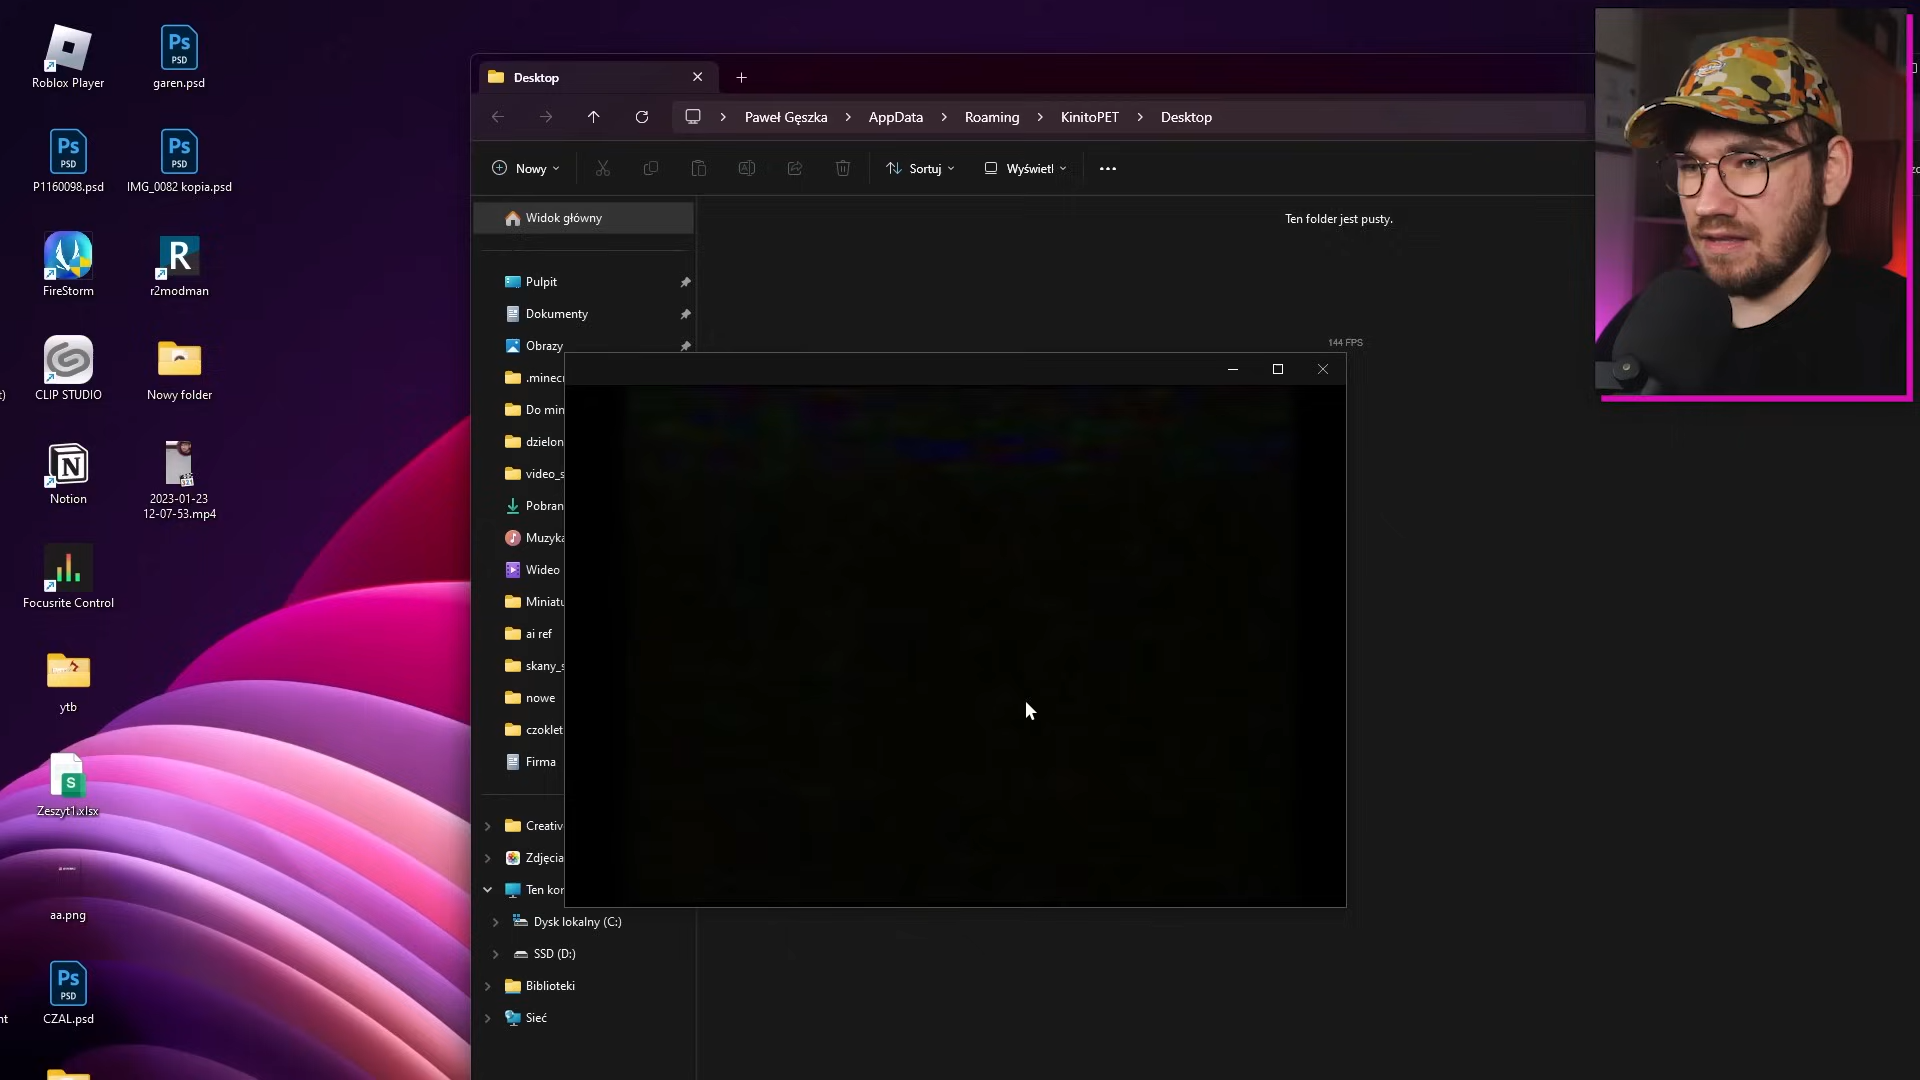 Roblox Player
garen.psd
P1160098.psd
IMG_0082 kopia.psd
FireStorm
r2modman
CLIP STUDIO
Nowy folder
Notion
2023-01-23
12-07-53.mp4
Focusrite Control
ytb
Zeszyt1.xlsx
aa.png
CZAL.psd
Desktop
Paweł Gęszka
AppData
Roaming
KinitoPET
Desktop
Nowy
Sortuj
Wyświetl
Widok główny
Ten folder jest pusty.
Pulpit
Dokumenty
Obrazy
144 FPS
.minec
Do min
dzielon
video_s
Pobran
Muzyka
Wideo
Miniatu
ai ref
skany_s
nowe
czoklet
Firma
Creativ
Zdjęcia
Ten kor
Dysk lokalny (C:)
SSD (D:)
Biblioteki
Sieć